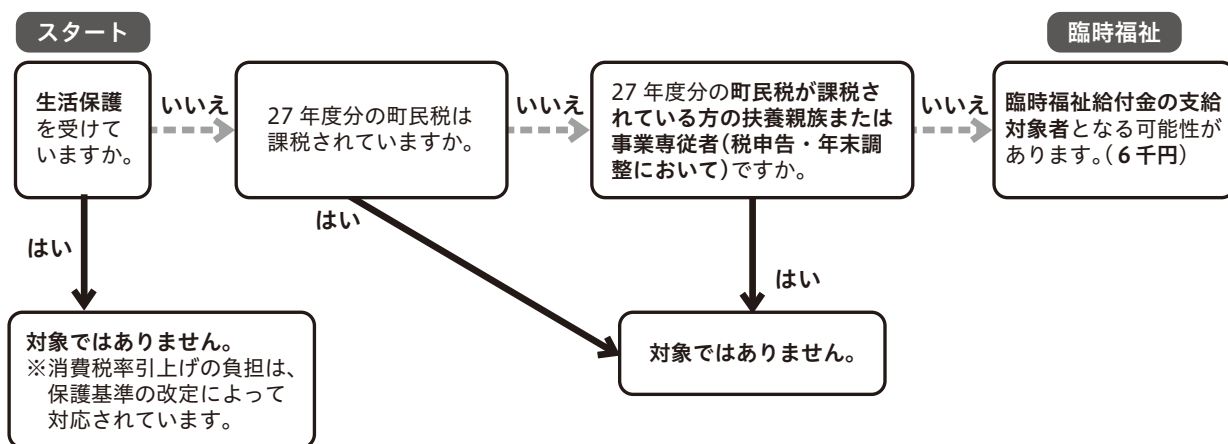 スタート
生活保護
を受けて
いますか。
いいえ
27 年度分の町民税は
課税されていますか。
いいえ
27 年度分の町民税が課税さ
れている方の扶養親族または
事業専従者(税申告・年末調
整において)ですか。
いいえ
臨時福祉
臨時福祉給付金の支給
対象者となる可能性が
あります。(6千円)
はい
はい
はい
対象ではありません。
※消費税率引上げの負担は、
保護基準の改定によって
対応されています。
対象ではありません。